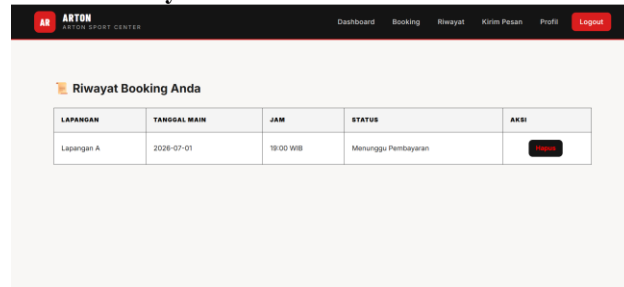 AR
ARTON
ARTON SPORT CENTER
Dashboard Booking Riwayat Kirim Pesan Profil Logout
Riwayat Booking Anda
LAPANGAN TANGGAL MAIN JAM STATUS AKSI
Lapangan A 2026-07-01 19:00 WIB Menunggu Pembayaran Hapus